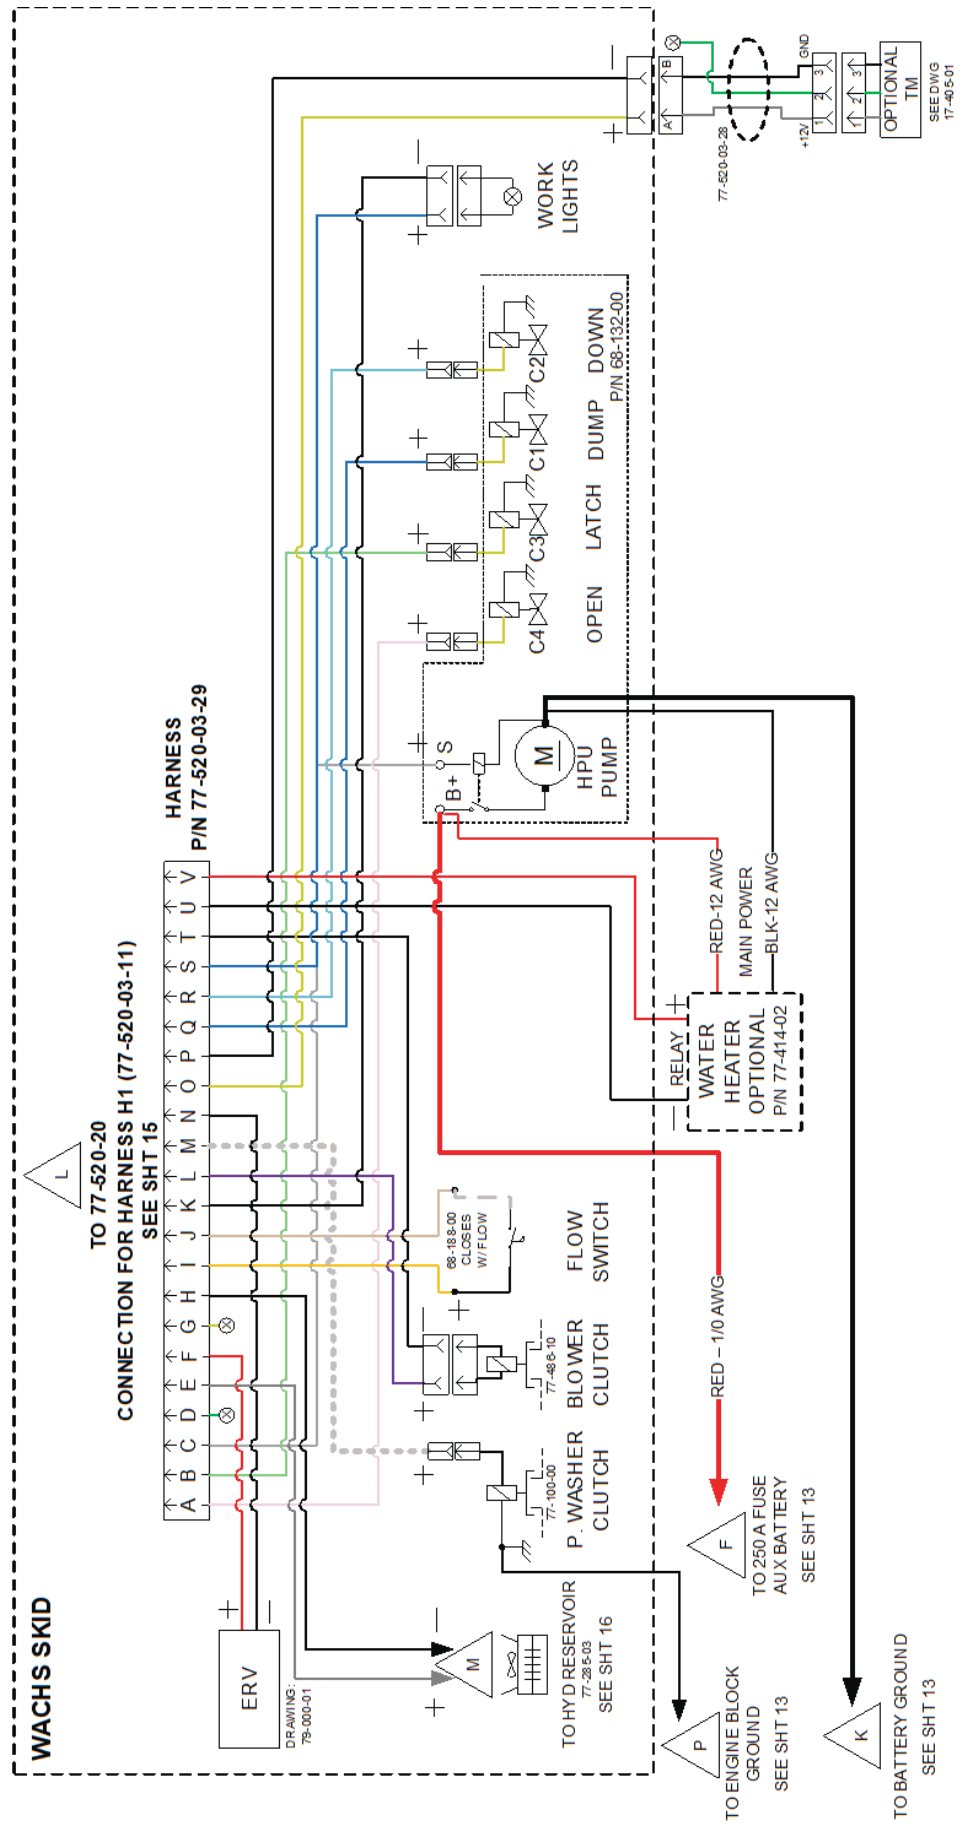 WACHS SKID
L
TO 77-520-20
CONNECTION FOR HARNESS H1 (77-520-03-11)
SEE SHT 15
HARNESS
P/N 77-520-03-29
A B C D E F G H I J K L M N O P Q R S T U V
ERV
+
−
DRAWING:
79-000-01
+
−
M
TO HYD RESERVOIR
77-285-03
SEE SHT 16
+
77-100-00
P. WASHER
CLUTCH
+
−
77-486-10
BLOWER
CLUTCH
+
68-188-00
CLOSES
W/ FLOW
FLOW
SWITCH
B+
+
S
M
HPU
PUMP
+
C4
OPEN
+
C3
LATCH
+
C1
DUMP
+
C2
DOWN
P/N 68-132-00
+
−
WORK
LIGHTS
+
−
A
B
77-520-03-28
+12V
GND
1 2 3
1 2 3
OPTIONAL
TM
SEE DWG
17-405-01
−
RELAY
+
WATER
HEATER
OPTIONAL
P/N 77-414-02
RED-12 AWG
MAIN POWER
BLK-12 AWG
RED – 1/0 AWG
F
TO 250 A FUSE
AUX BATTERY
SEE SHT 13
P
TO ENGINE BLOCK
GROUND
SEE SHT 13
K
TO BATTERY GROUND
SEE SHT 13